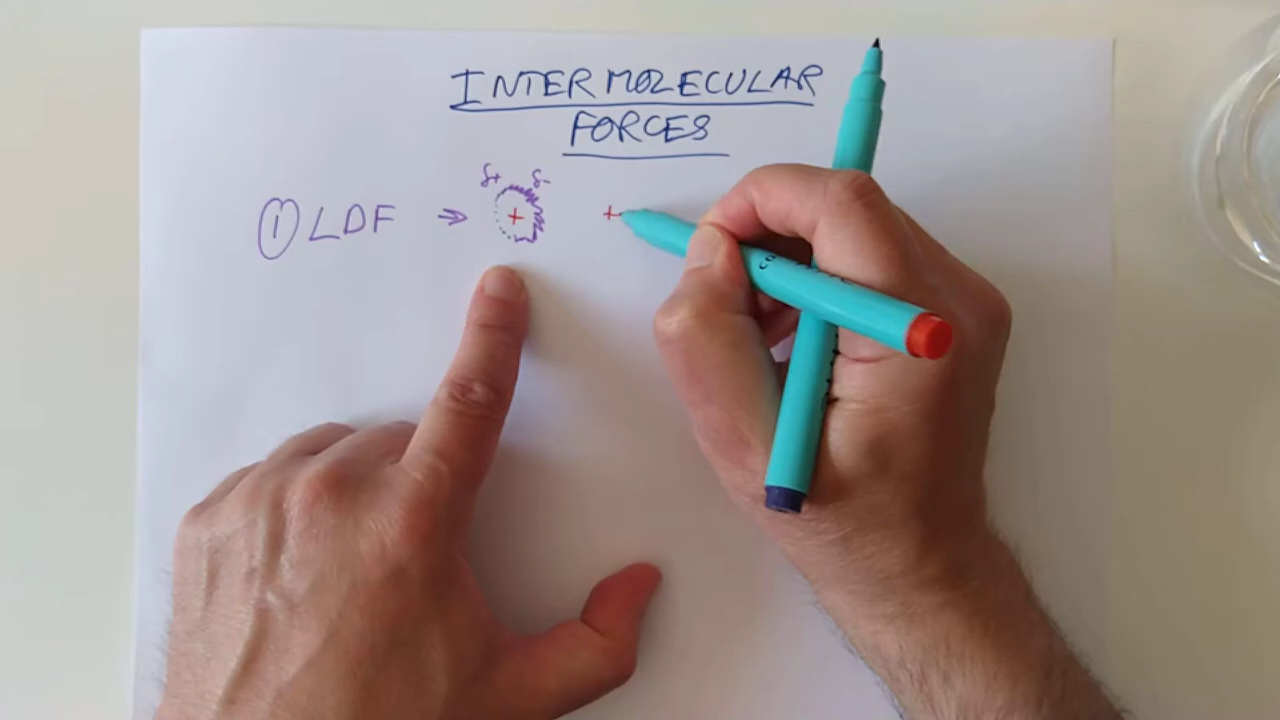 INTERMOLECULAR
FORCES
δ+ δ-
① LDF ⇒ + +